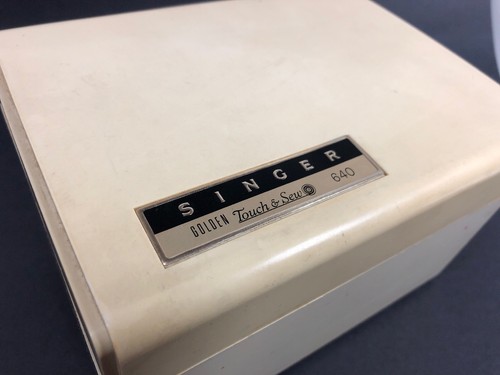 SINGER
GOLDEN Touch & Sew 640